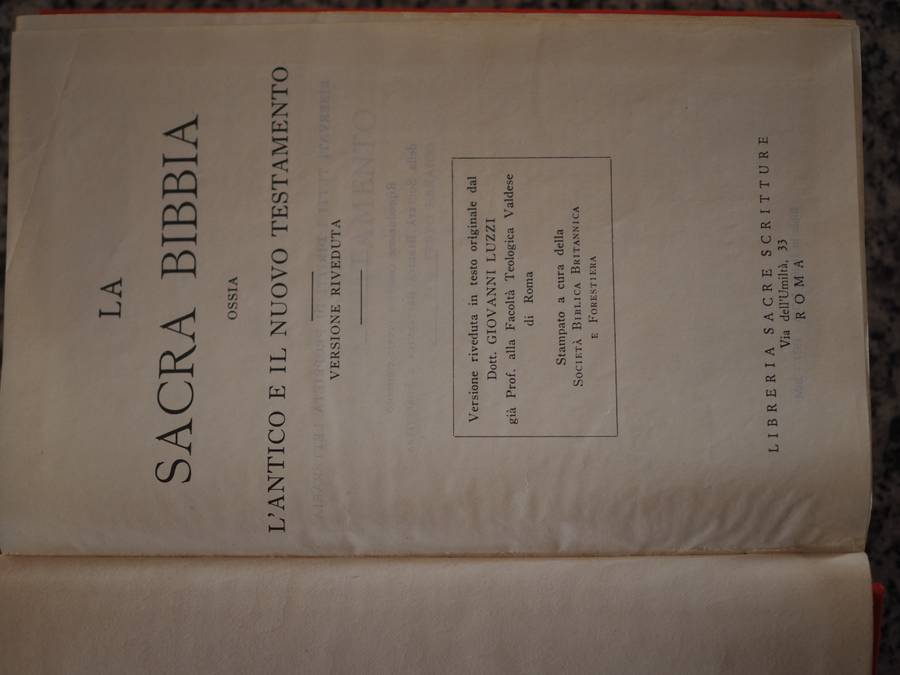 LA
SACRA BIBBIA
OSSIA
L'ANTICO E IL NUOVO TESTAMENTO
VERSIONE RIVEDUTA
Versione riveduta in testo originale dal
Dott. GIOVANNI LUZZI
già Prof. alla Facoltà Teologica Valdese
di Roma
Stampato a cura della
SOCIETÀ BIBLICA BRITANNICA
E FORESTIERA
LIBRERIA SACRE SCRITTURE
Via dell'Umiltà, 33
ROMA